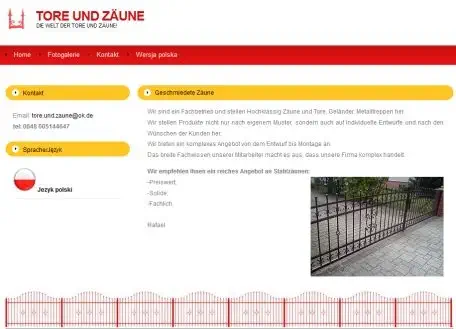 TORE UND ZÄUNE
DIE WELT DER TORE UND ZÄUNE!
Home
Fotogalerie
Kontakt
Wersja polska
Kontakt
Email: tore.und.zaune@ok.de
tel: 0048 605144647
Sprache/Język
Jezyk polski
Geschmiedete Zäune
Wir sind ein Fachbetried und stellen Hochklässig Zäune und Tore, Geländer, Metalltreppen her.
Wir stellen Produkte nicht nur nach eigenem Muster, sondern auch auf individuelle Entwürfe und nach den
Wünschen der Kunden her.
Wir bieten ein komplexes Angebot von dem Entwurf bis Montage an.
Das breite Fachwissen unserer Mitarbeiter macht es aus, dass unsere Firma komplex handelt.
Wir empfehlen Ihnen ein reiches Angebot an Stahlzäunen:
-Preiswert,
-Solide,
-Fachlich.
Rafael